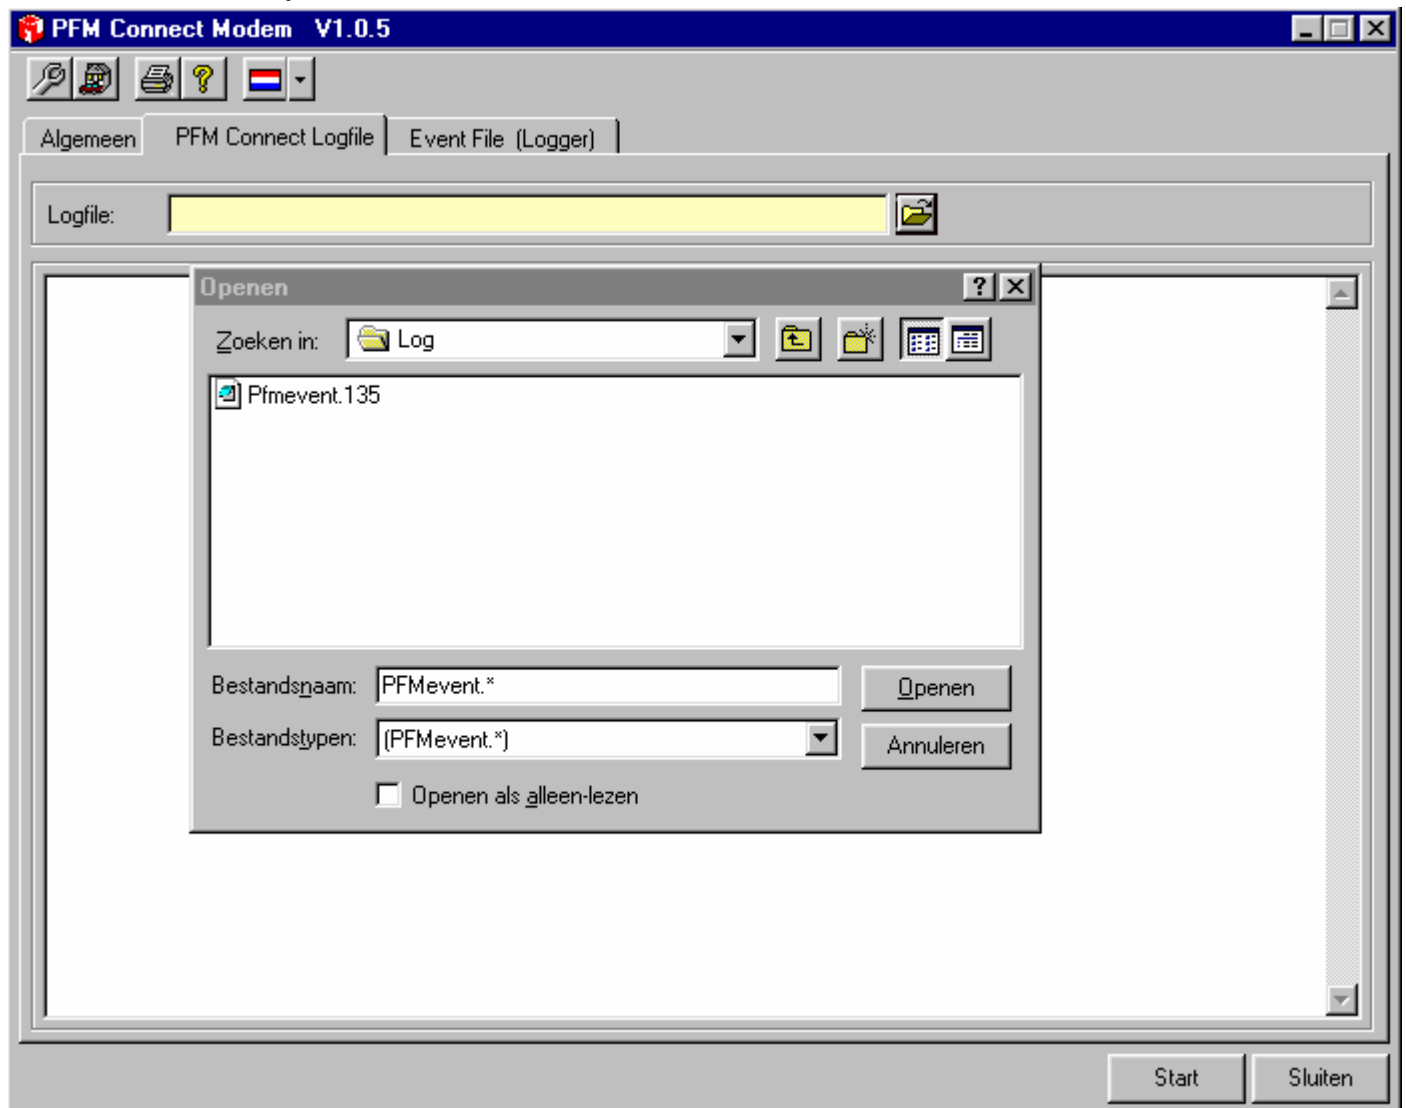 PFM Connect Modem V1.0.5
Algemeen PFM Connect Logfile Event File (Logger)
Logfile:
Openen
Zoeken in: Log
Pfmevent.135
Bestandsnaam: PFMevent.*
Openen
Bestandstypen: (PFMevent.*)
Annuleren
Openen als alleen-lezen
Start Sluiten